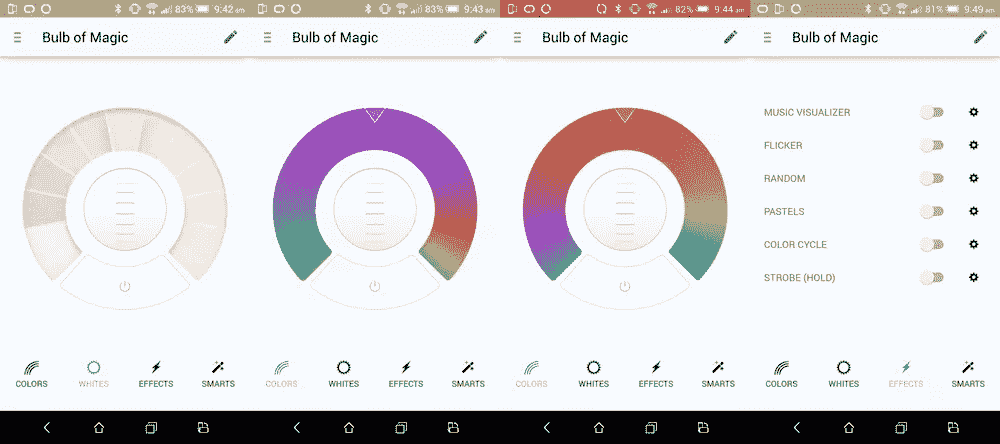 83% 9:42 am
Bulb of Magic
COLORS WHITES EFFECTS SMARTS
83% 9:43 am
Bulb of Magic
COLORS WHITES EFFECTS SMARTS
82% 9:44 am
Bulb of Magic
COLORS WHITES EFFECTS SMARTS
81% 9:49 am
Bulb of Magic
MUSIC VISUALIZER
FLICKER
RANDOM
PASTELS
COLOR CYCLE
STROBE (HOLD)
COLORS WHITES EFFECTS SMARTS